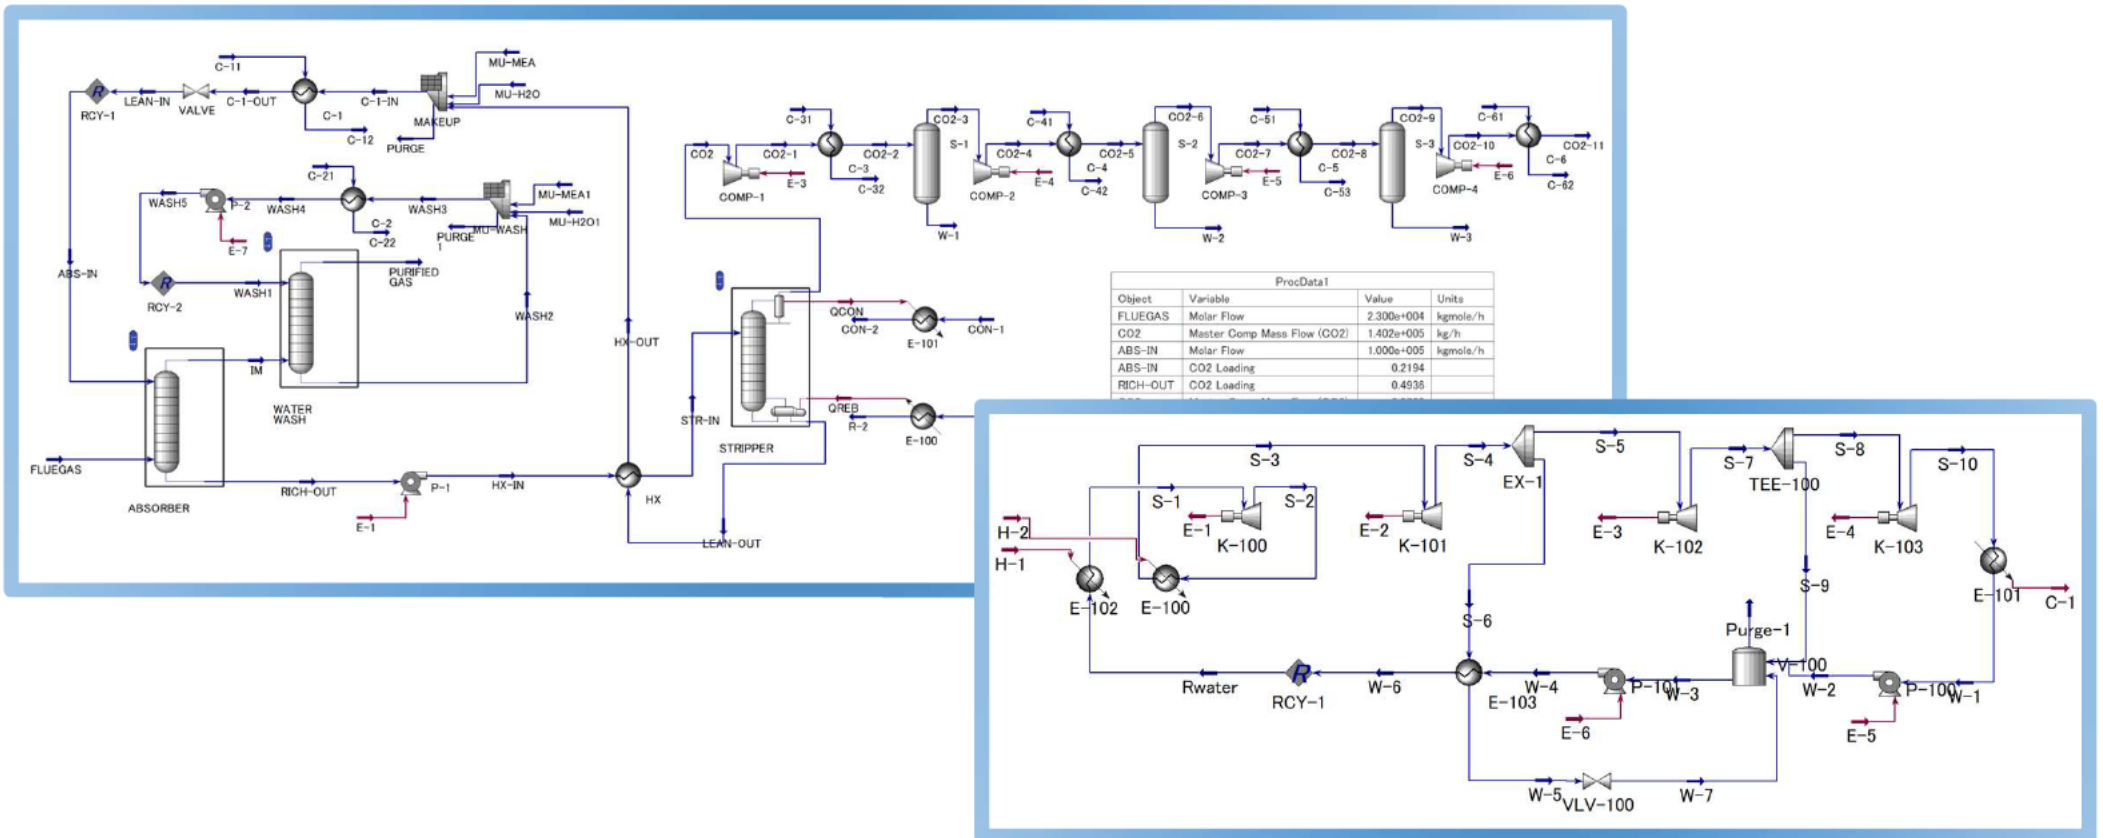 C-11
MU-MEA
MU-H2O
LEAN-IN
VALVE
C-1-OUT
C-1-IN
RCY-1
C-1
MAKEUP
C-12
PURGE
C-21
WASH5
P-2
WASH4
WASH3
MU-MEA1
MU-H2O1
C-2
C-22
PURGE
1
MU-WASH
E-7
ABS-IN
PURIFIED
GAS
RCY-2
WASH1
WASH2
HX-OUT
IM
WATER
WASH
FLUEGAS
RICH-OUT
P-1
HX-IN
HX
ABSORBER
E-1
LEAN-OUT
STR-IN
STRIPPER
QCON
CON-2
CON-1
E-101
QREB
R-2
E-100
CO2
CO2-1
C-31
CO2-2
C-3
C-32
E-3
COMP-1
CO2-3
S-1
W-1
CO2-4
C-41
CO2-5
C-4
C-42
E-4
COMP-2
CO2-6
S-2
W-2
CO2-7
C-51
CO2-8
C-5
C-53
E-5
COMP-3
CO2-9
S-3
W-3
CO2-10
C-61
CO2-11
C-6
C-62
E-6
COMP-4
ProcData1
Object Variable Value Units
FLUEGAS Molar Flow 2.300e+004 kgmole/h
CO2 Master Comp Mass Flow (CO2) 1.402e+005 kg/h
ABS-IN Molar Flow 1.000e+005 kgmole/h
ABS-IN CO2 Loading 0.2194
RICH-OUT CO2 Loading 0.4936
S-3
S-4
S-5
S-7
S-8
S-10
EX-1
TEE-100
S-1
S-2
E-1
K-100
E-2
K-101
E-3
K-102
E-4
K-103
H-2
H-1
E-102
E-100
S-6
S-9
E-101
C-1
Purge-1
V-100
Rwater
RCY-1
W-6
E-103
W-4
P-101
W-3
W-2
P-100
W-1
E-6
E-5
W-5
VLV-100
W-7